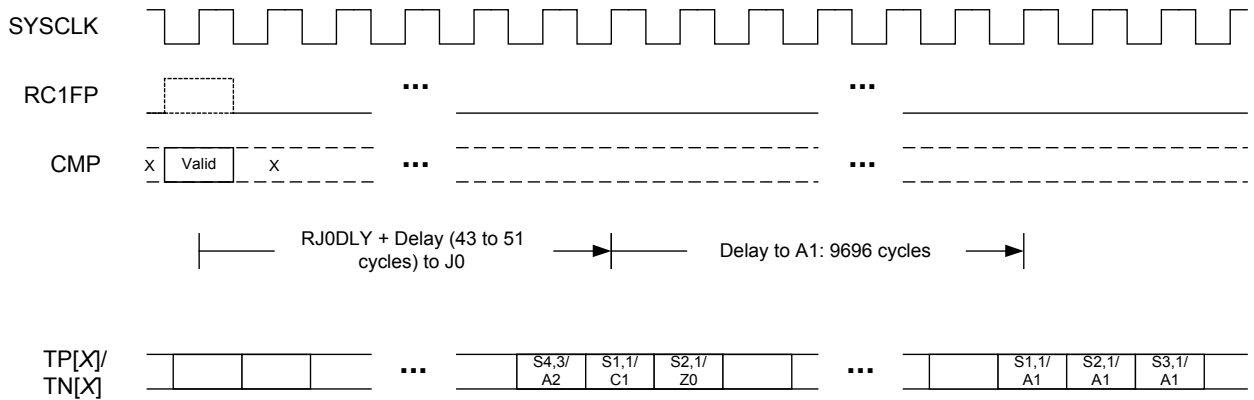 SYSCLK
RC1FP
...
...
CMP
X
Valid
X
...
...
RJ0DLY + Delay (43 to 51
cycles) to J0
Delay to A1: 9696 cycles
TP[X]/
TN[X]
...
S4,3/
A2
S1,1/
C1
S2,1/
Z0
...
S1,1/
A1
S2,1/
A1
S3,1/
A1